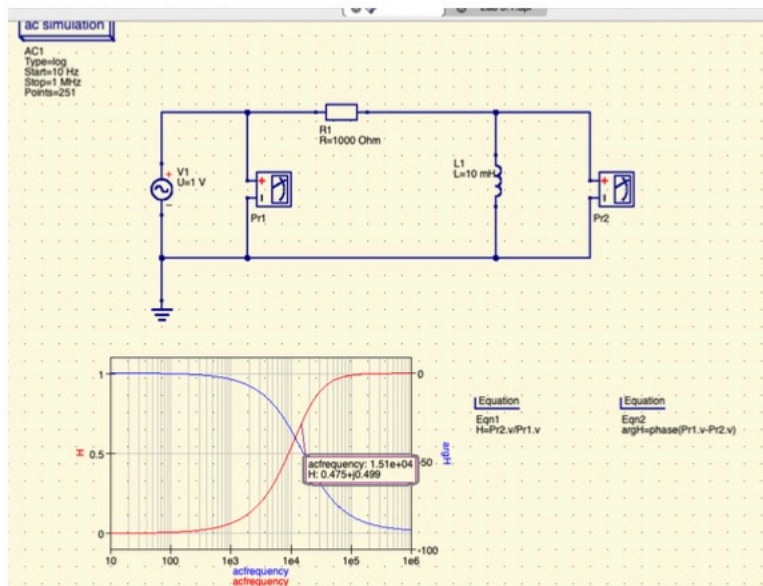 ac simulation
AC1
Type=log
Start=10 Hz
Stop=1 MHz
Points=251
R1
R=1000 Ohm
V1
U=1 V
L1
L=10 mH
Pr1
Pr2
1
0.5
0
H
0
-50
-100
argH
acfrequency: 1.51e+04
H: 0.475+j0.499
10
100
1e3
1e4
1e5
1e6
acfrequency
acfrequency
Equation
Eqn1
H=Pr2.v/Pr1.v
Equation
Eqn2
argH=phase(Pr1.v-Pr2.v)